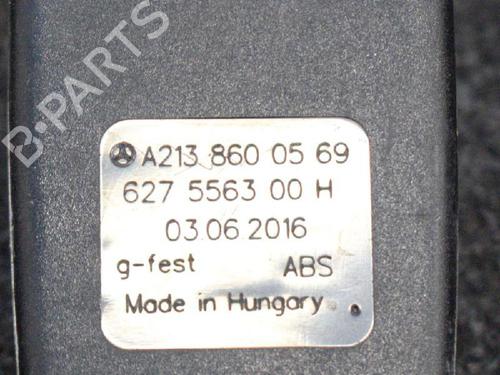 B-PARTS
A213 860 05 69
627 5563 00 H
03.06.2016
g-fest ABS
Made in Hungary